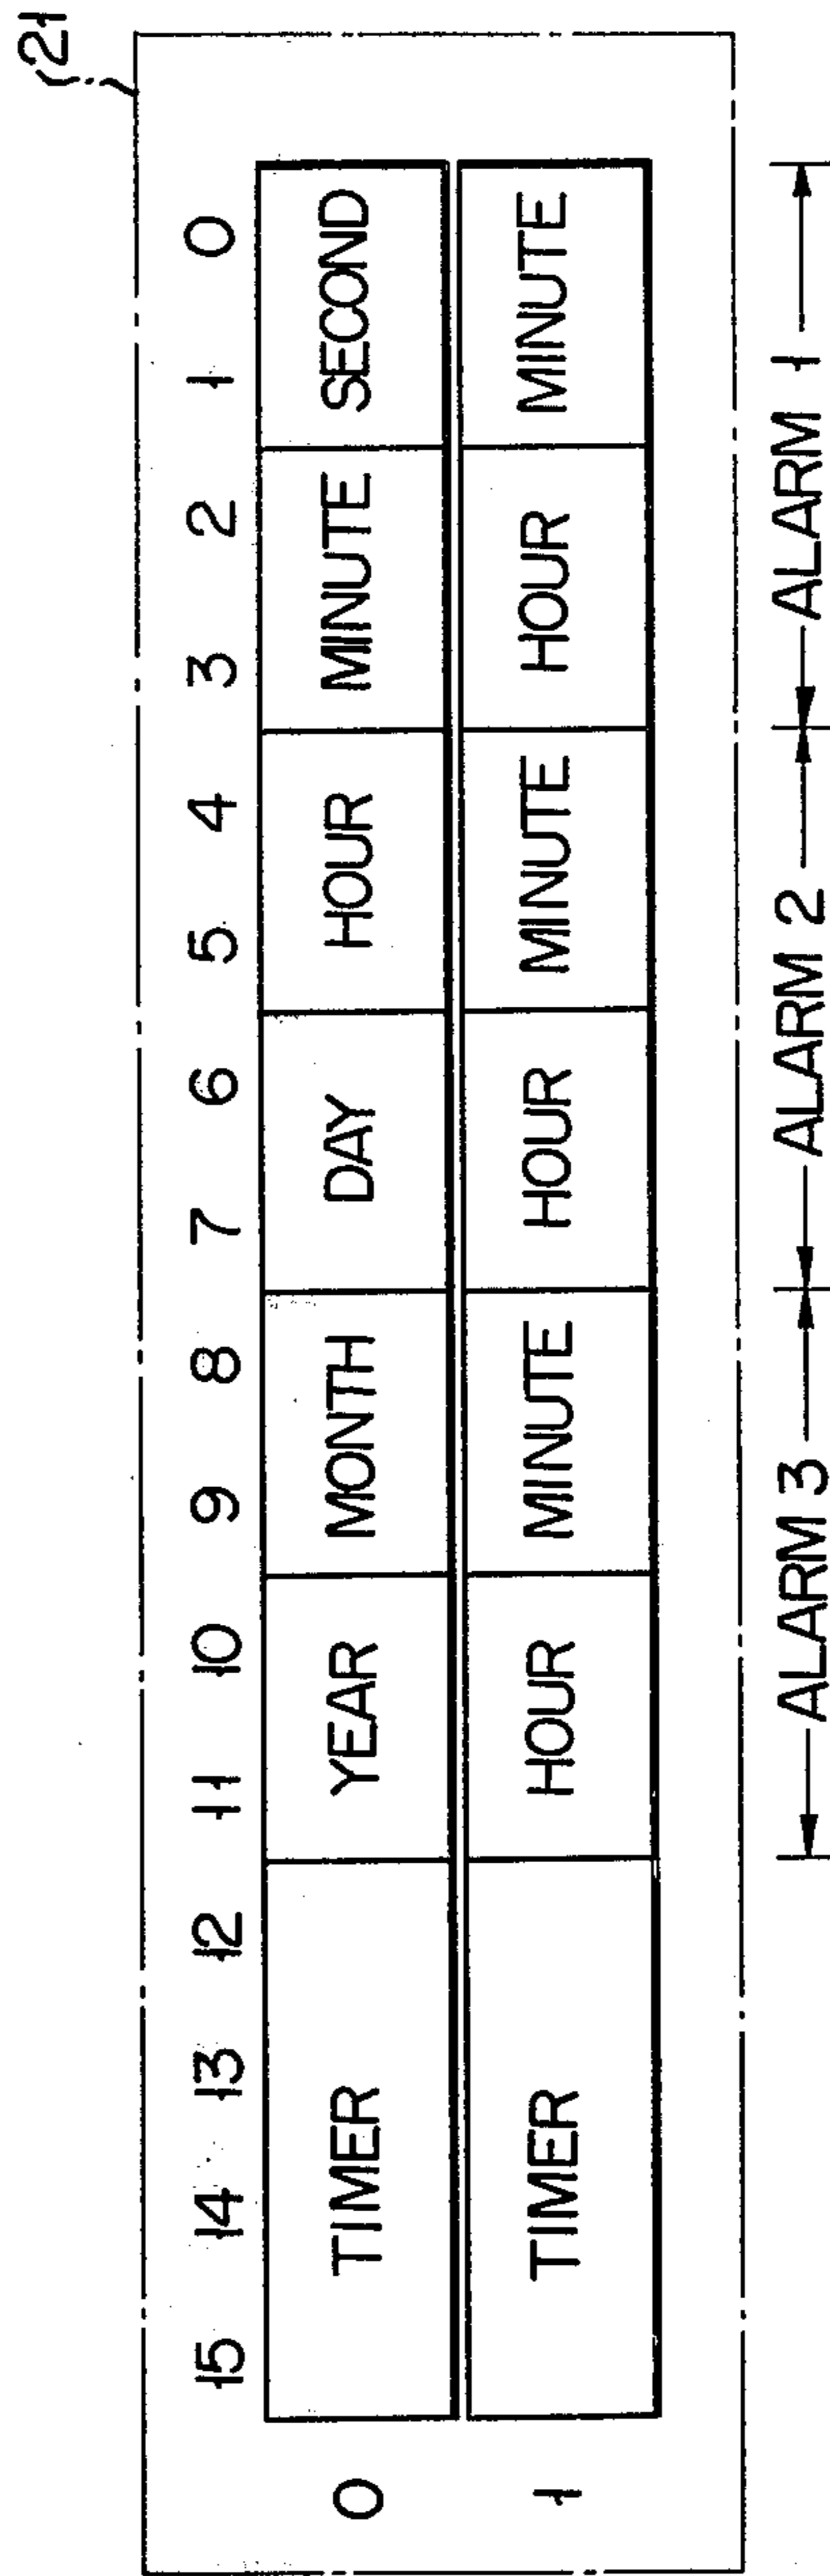 21
15 14 13 12 11 10 9 8 7 6 5 4 3 2 1 0
0 TIMER YEAR MONTH DAY HOUR MINUTE SECOND
1 TIMER HOUR MINUTE HOUR MINUTE HOUR MINUTE
ALARM 3 ALARM 2 ALARM 1